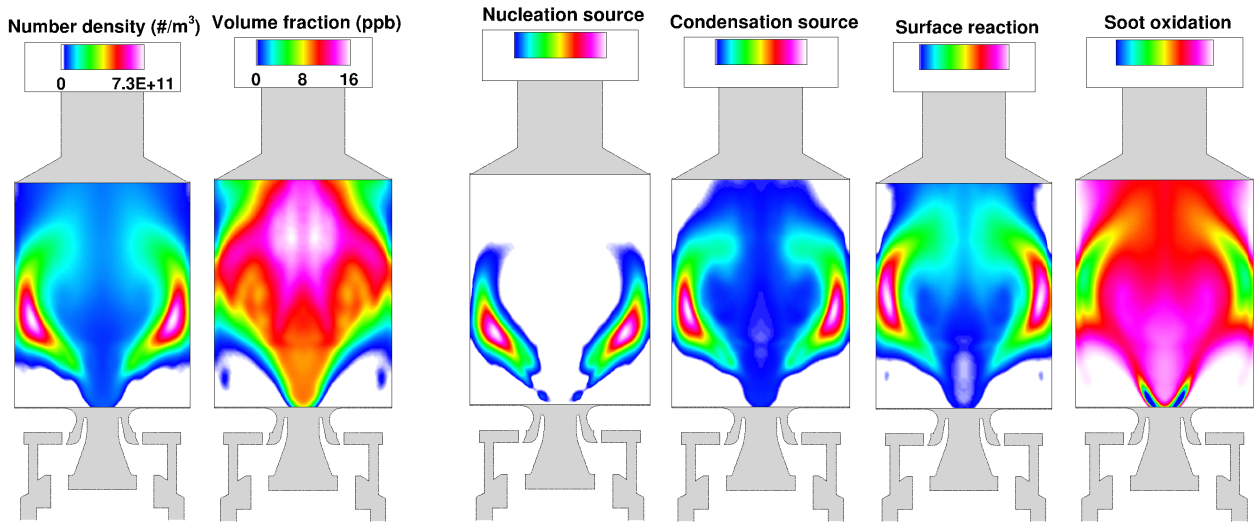 Number density (#/m³)
Volume fraction (ppb)
Nucleation source
Condensation source
Surface reaction
Soot oxidation
0
7.3E+11
0
8
16